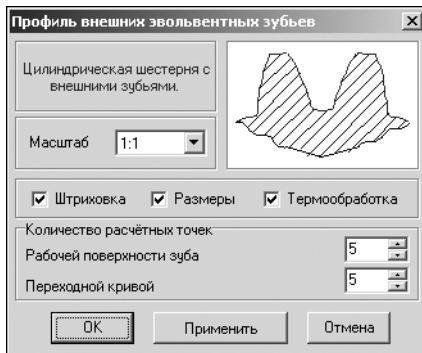 Профиль внешних эвольвентных зубьев
Цилиндрическая шестерня с
внешними зубьями.
Масштаб 1:1
Штриховка Размеры Термообработка
Количество расчётных точек
Рабочей поверхности зуба 5
Переходной кривой 5
OK Применить Отмена